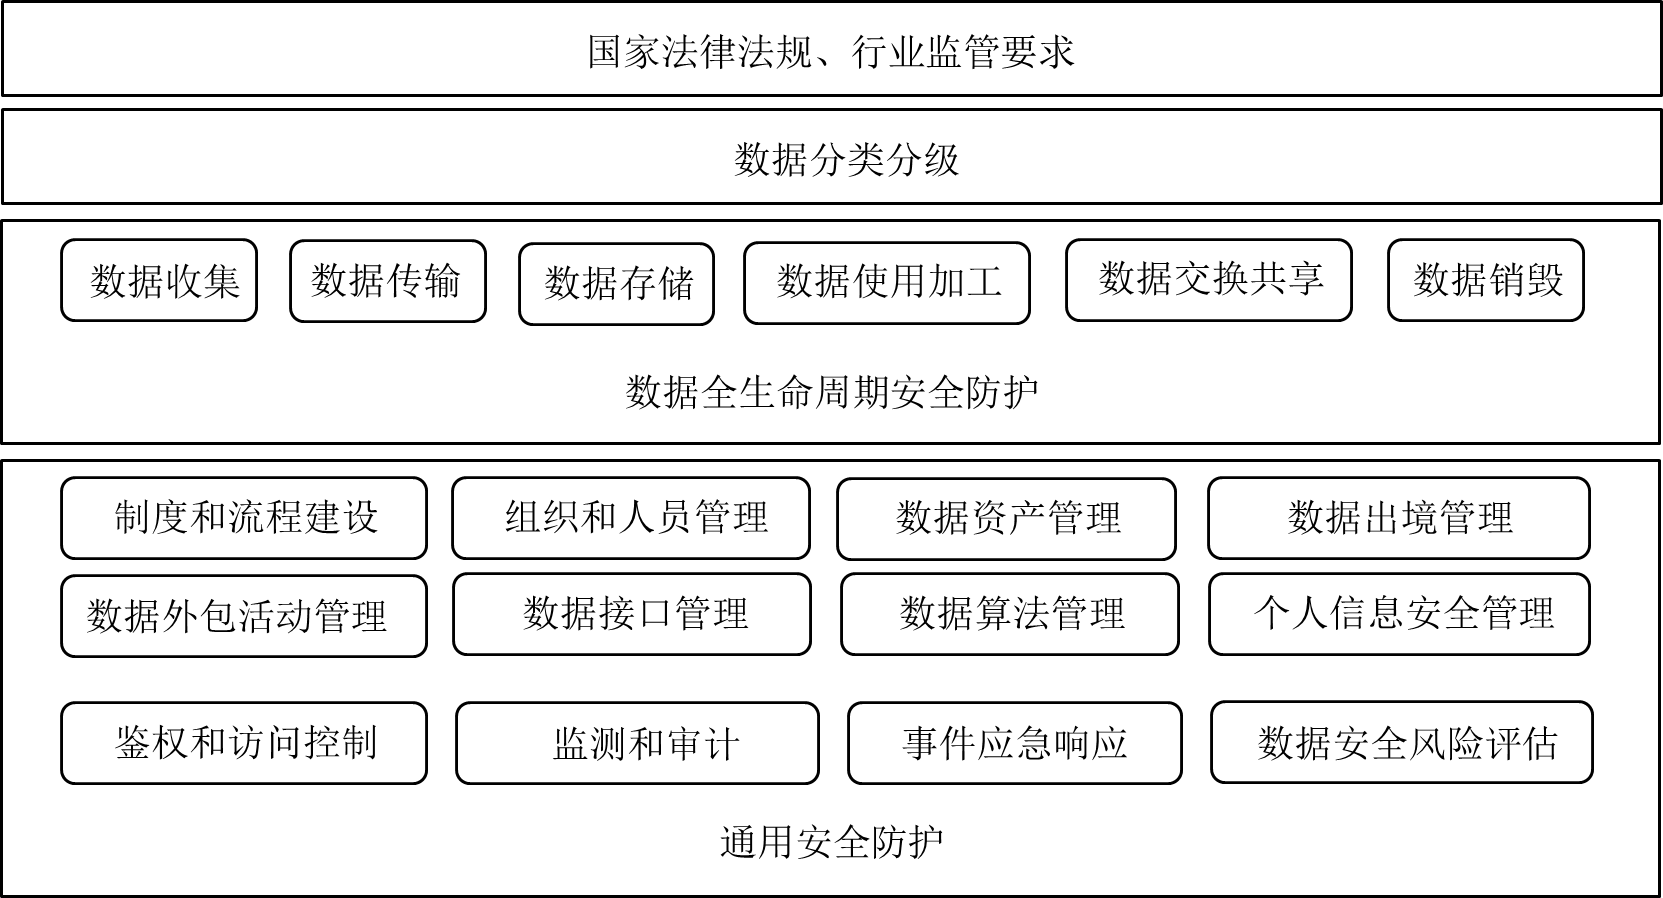 国家法律法规、行业监管要求
数据分类分级
数据收集
数据传输
数据存储
数据使用加工
数据交换共享
数据销毁
数据全生命周期安全防护
制度和流程建设
组织和人员管理
数据资产管理
数据出境管理
数据外包活动管理
数据接口管理
数据算法管理
个人信息安全管理
鉴权和访问控制
监测和审计
事件应急响应
数据安全风险评估
通用安全防护